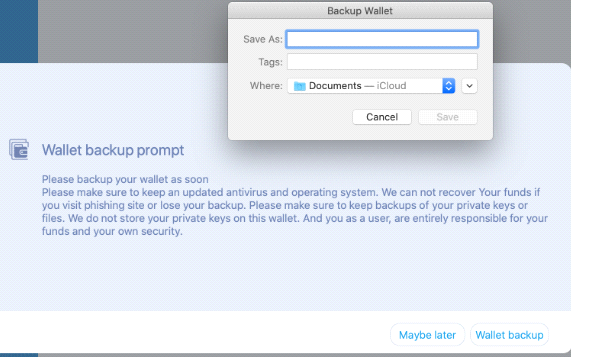 Backup Wallet
Save As:
Tags:
Where: Documents — iCloud
Cancel Save
Wallet backup prompt
Please backup your wallet as soon
Please make sure to keep an updated antivirus and operating system. We can not recover Your funds if
you visit phishing site or lose your backup. Please make sure to keep backups of your private keys or
files. We do not store your private keys on this wallet. And you as a user, are entirely responsible for your
funds and your own security.
Maybe later Wallet backup